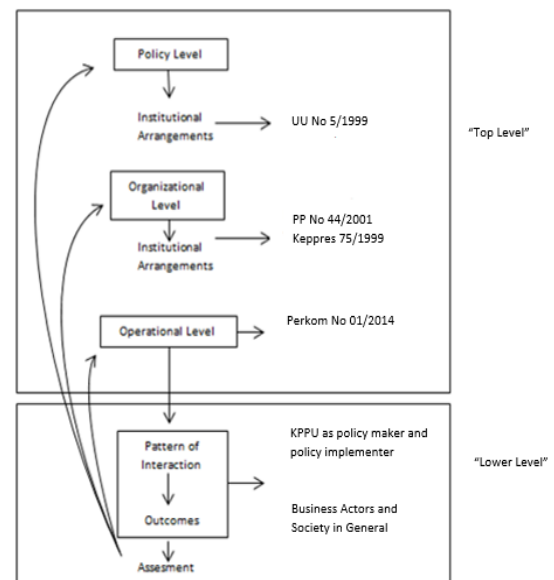 Policy Level
Institutional
Arrangements
UU No 5/1999
"Top Level"
Organizational
Level
Institutional
Arrangements
PP No 44/2001
Keppres 75/1999
Operational Level
Perkom No 01/2014
Pattern of
Interaction
Outcomes
Assesment
KPPU as policy maker and
policy implementer
Business Actors and
Society in General
"Lower Level"